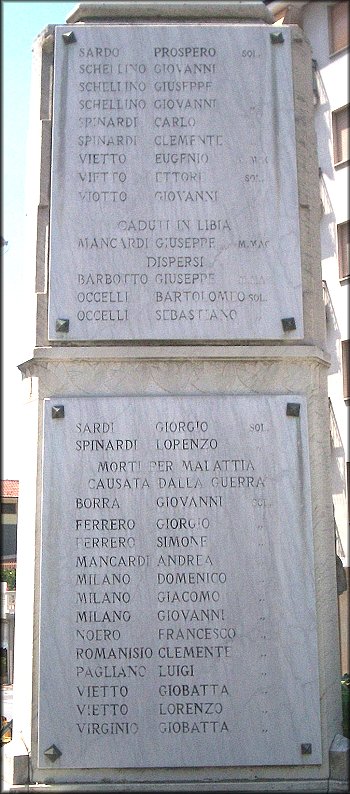 SARDO PROSPERO SOL.
SCHELLINO GIOVANNI
SCHELLINO GIUSEPPE „
SCHELLINO GIOVANNI „
SPINARDI CARLO „
SPINARDI CLEMENTE „
VIETTO EUGENIO
VIETTO ETTORE SOL.
VIOTTO GIOVANNI „
CADUTI IN LIBIA
MANCARDI GIUSEPPE M.MAG
DISPERSI
BARBOTTO GIUSEPPE
OCCELLI BARTOLOMEO SOL.
OCCELLI SEBASTIANO „
SARDI GIORGIO SOL.
SPINARDI LORENZO „
MORTI PER MALATTIA
CAUSATA DALLA GUERRA
BORRA GIOVANNI SOL.
FERRERO GIORGIO „
FERRERO SIMONE „
MANCARDI ANDREA „
MILANO DOMENICO „
MILANO GIACOMO „
MILANO GIOVANNI „
NOERO FRANCESCO „
ROMANISIO CLEMENTE „
PAGLIANO LUIGI „
VIETTO GIOBATTA „
VIETTO LORENZO „
VIRGINIO GIOBATTA „